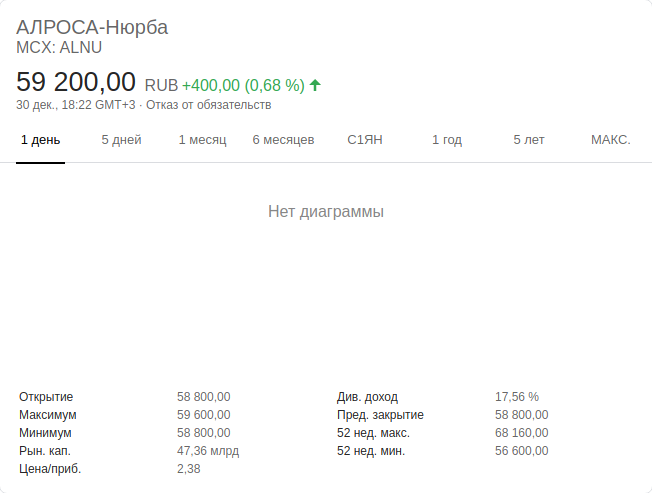 АЛРОСА-Нюрба
MCX: ALNU
59 200,00 RUB +400,00 (0,68 %)
30 дек., 18:22 GMT+3 · Отказ от обязательств
1 день 5 дней 1 месяц 6 месяцев С1ЯН 1 год 5 лет МАКС.
Нет диаграммы
Открытие 58 800,00 Див. доход 17,56 %
Максимум 59 600,00 Пред. закрытие 58 800,00
Минимум 58 800,00 52 нед. макс. 68 160,00
Рын. кап. 47,36 млрд 52 нед. мин. 56 600,00
Цена/приб. 2,38